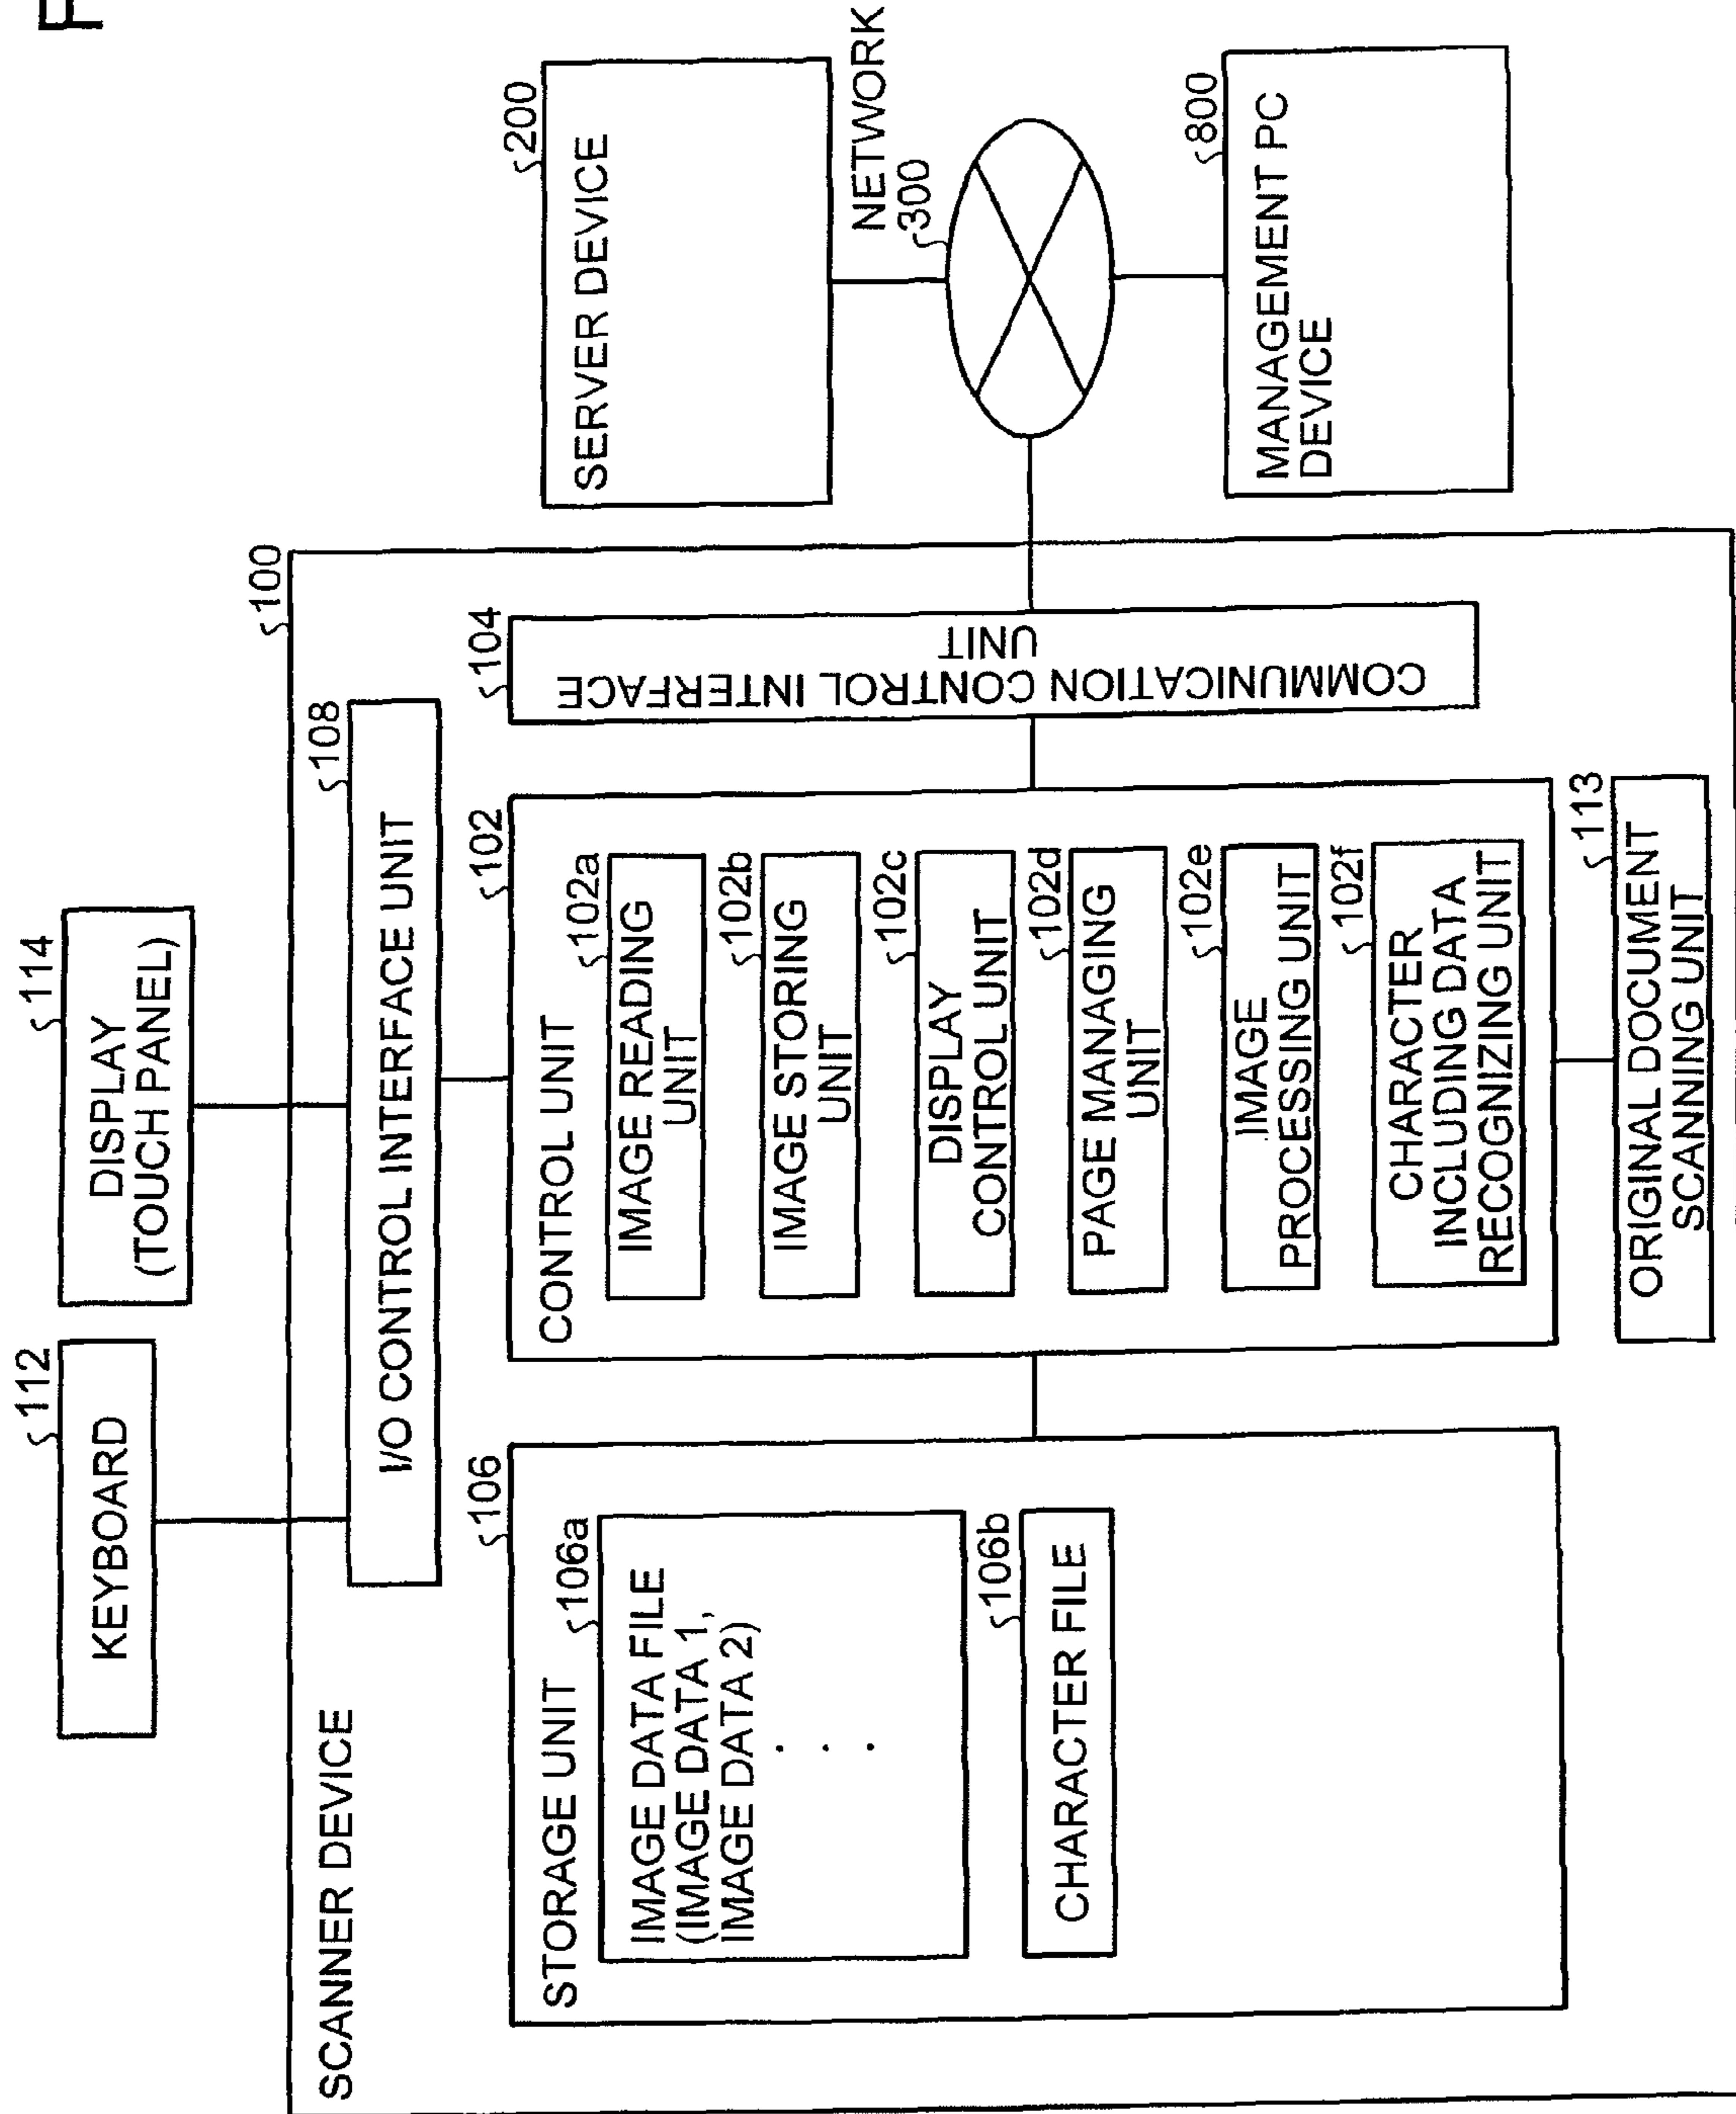 F
112
KEYBOARD
114
DISPLAY
(TOUCH PANEL)
100
SCANNER DEVICE
108
I/O CONTROL INTERFACE UNIT
106
STORAGE UNIT
106a
IMAGE DATA FILE
(IMAGE DATA 1,
IMAGE DATA 2)
. . .
106b
CHARACTER FILE
102
CONTROL UNIT
102a
IMAGE READING
UNIT
102b
IMAGE STORING
UNIT
102c
DISPLAY
CONTROL UNIT
102d
PAGE MANAGING
UNIT
102e
IMAGE
PROCESSING UNIT
102f
CHARACTER
INCLUDING DATA
RECOGNIZING UNIT
113
ORIGINAL DOCUMENT
SCANNING UNIT
104
COMMUNICATION CONTROL INTERFACE
UNIT
200
SERVER DEVICE
NETWORK
300
800
MANAGEMENT PC
DEVICE